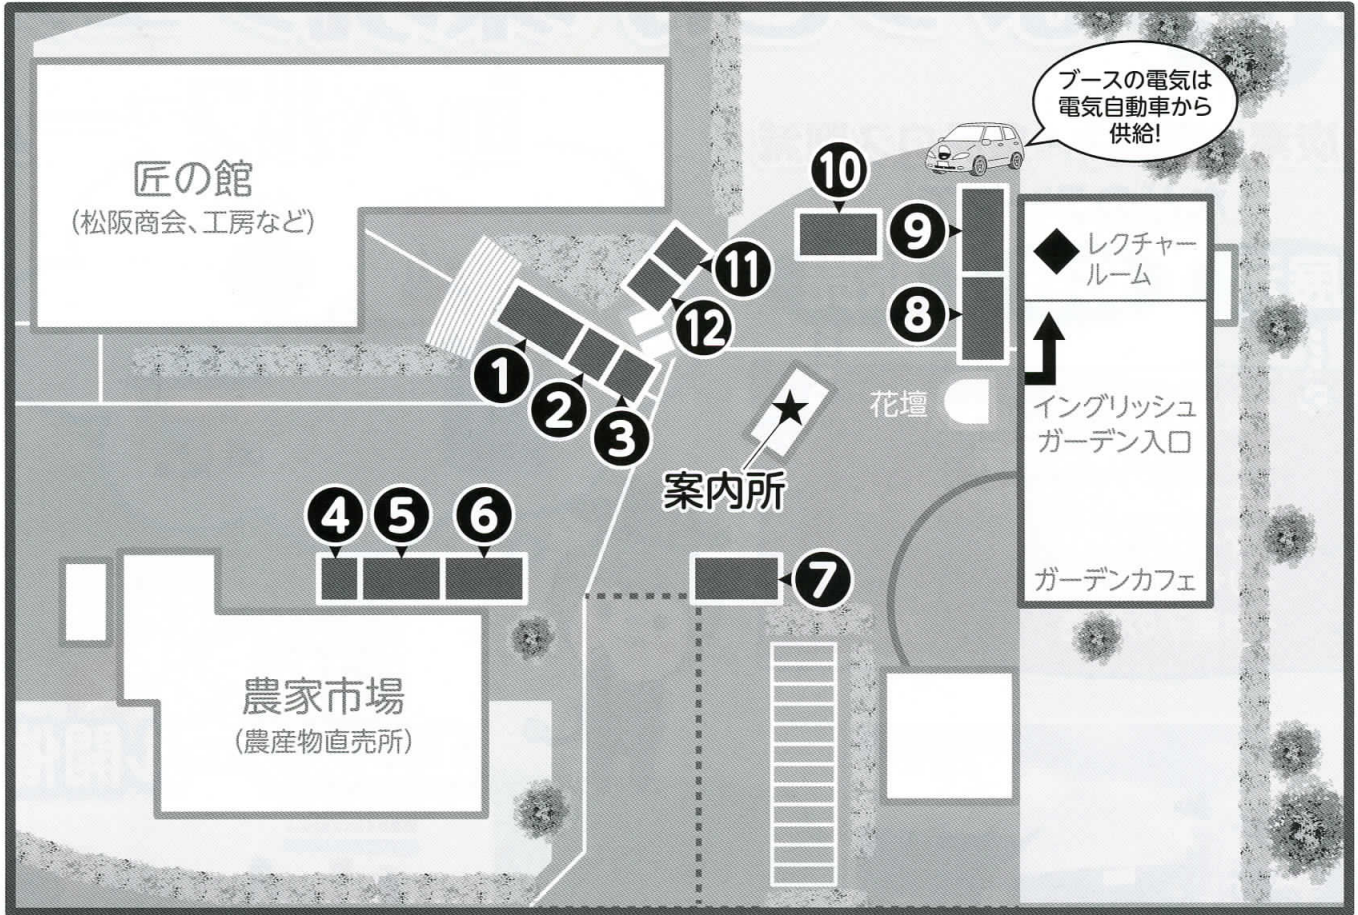 ブースの電気は
電気自動車から
供給!
匠の館
(松阪商会、工房など)
10
9
レクチャー
ルーム
11
8
12
1
2
3
花壇
イングリッシュ
ガーデン入口
案内所
4
5
6
7
ガーデンカフェ
農家市場
(農産物直売所)